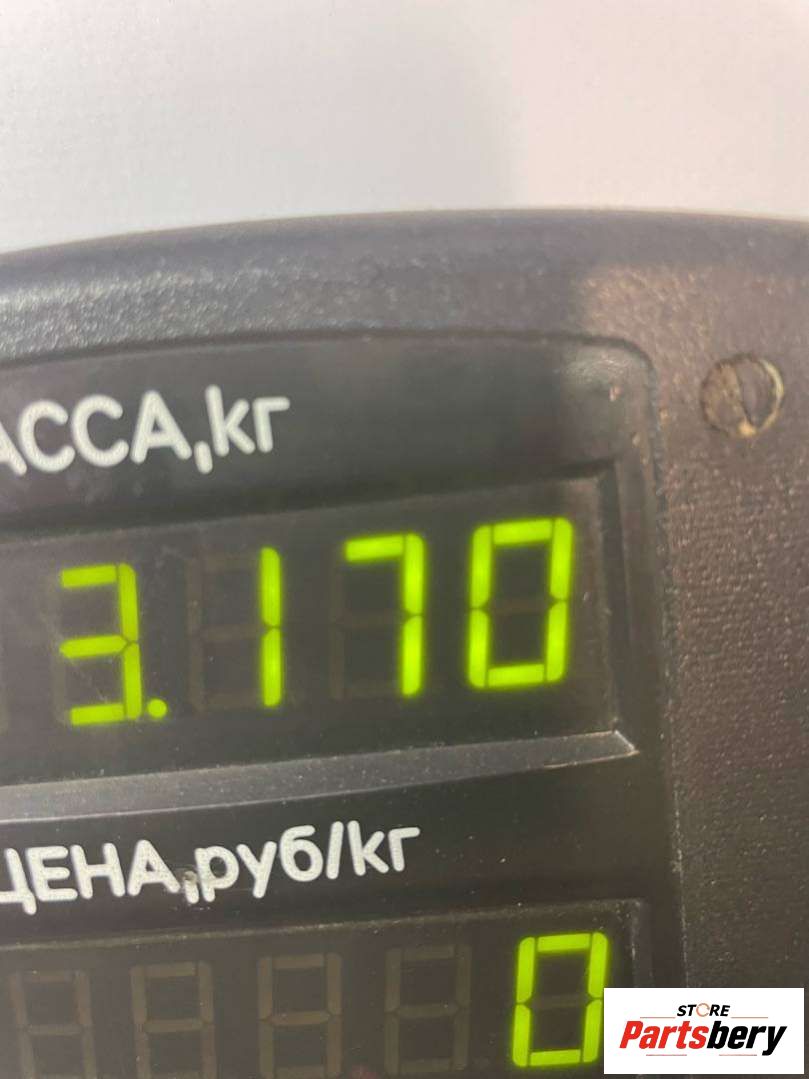 АССА,кг
3.170
ЦЕНА,руб/кг
0
STORE
Partsbery